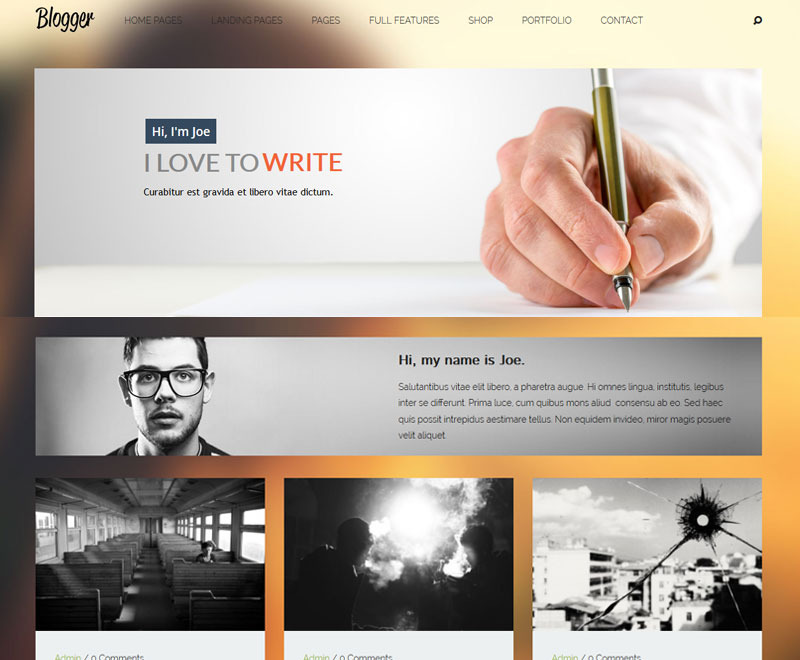 Blogger HOME PAGES LANDING PAGES PAGES FULL FEATURES SHOP PORTFOLIO CONTACT
Hi, I'm Joe
I LOVE TO WRITE
Curabitur est gravida et libero vitae dictum.
Hi, my name is Joe.
Salutantibus vitae elit libero, a pharetra augue. Hi omnes lingua, institutis, legibus
inter se differunt. Prima luce, cum quibus mons aliud consensu ab eo. Sed haec
quis possit intrepidus aestimare tellus. Non equidem invideo, miror magis posuere
velit aliquet.
Admin / 0 Comments
Admin / 0 Comments
Admin / 0 Comments